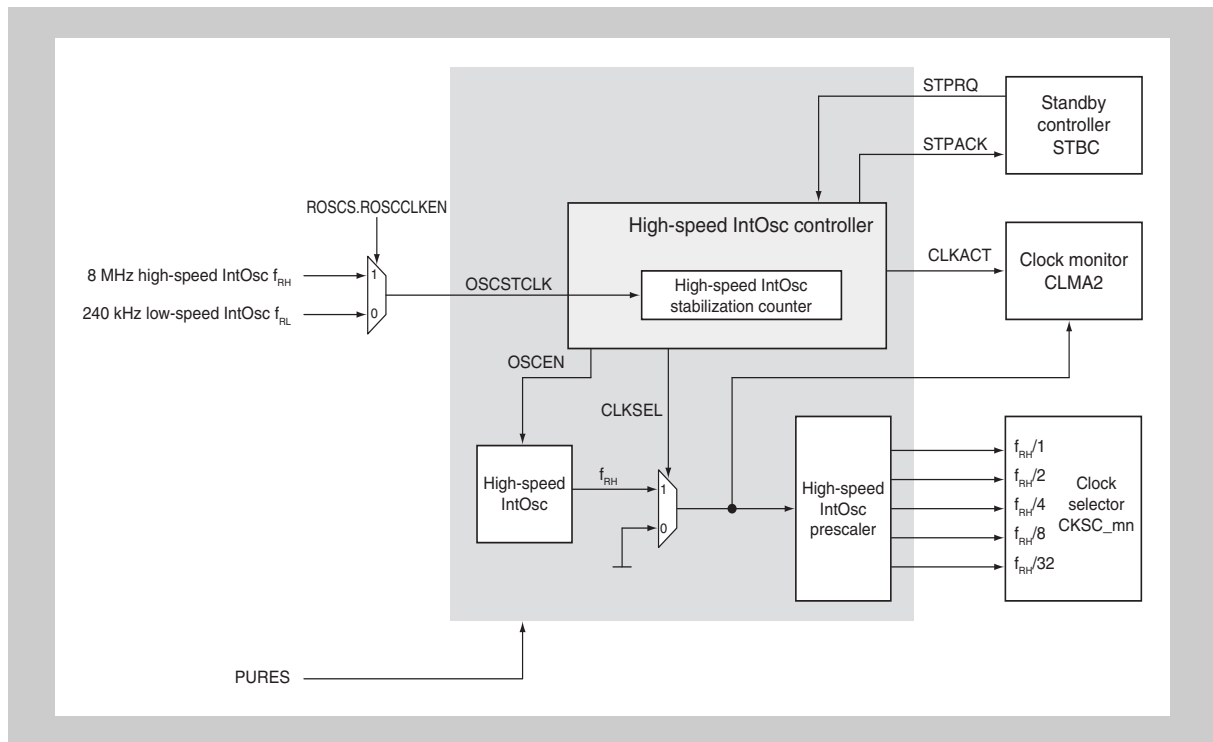 STPRQ
Standby
controller
STBC
STPACK
ROSCS.ROSCCLKEN
High-speed IntOsc controller
8 MHz high-speed IntOsc fRH
1
240 kHz low-speed IntOsc fRL
0
OSCSTCLK
High-speed IntOsc
stabilization counter
CLKACT
Clock monitor
CLMA2
OSCEN
CLKSEL
High-speed
IntOsc
fRH
1
0
High-speed
IntOsc
prescaler
fRH/1
fRH/2
fRH/4
fRH/8
fRH/32
Clock
selector
CKSC_mn
PURES